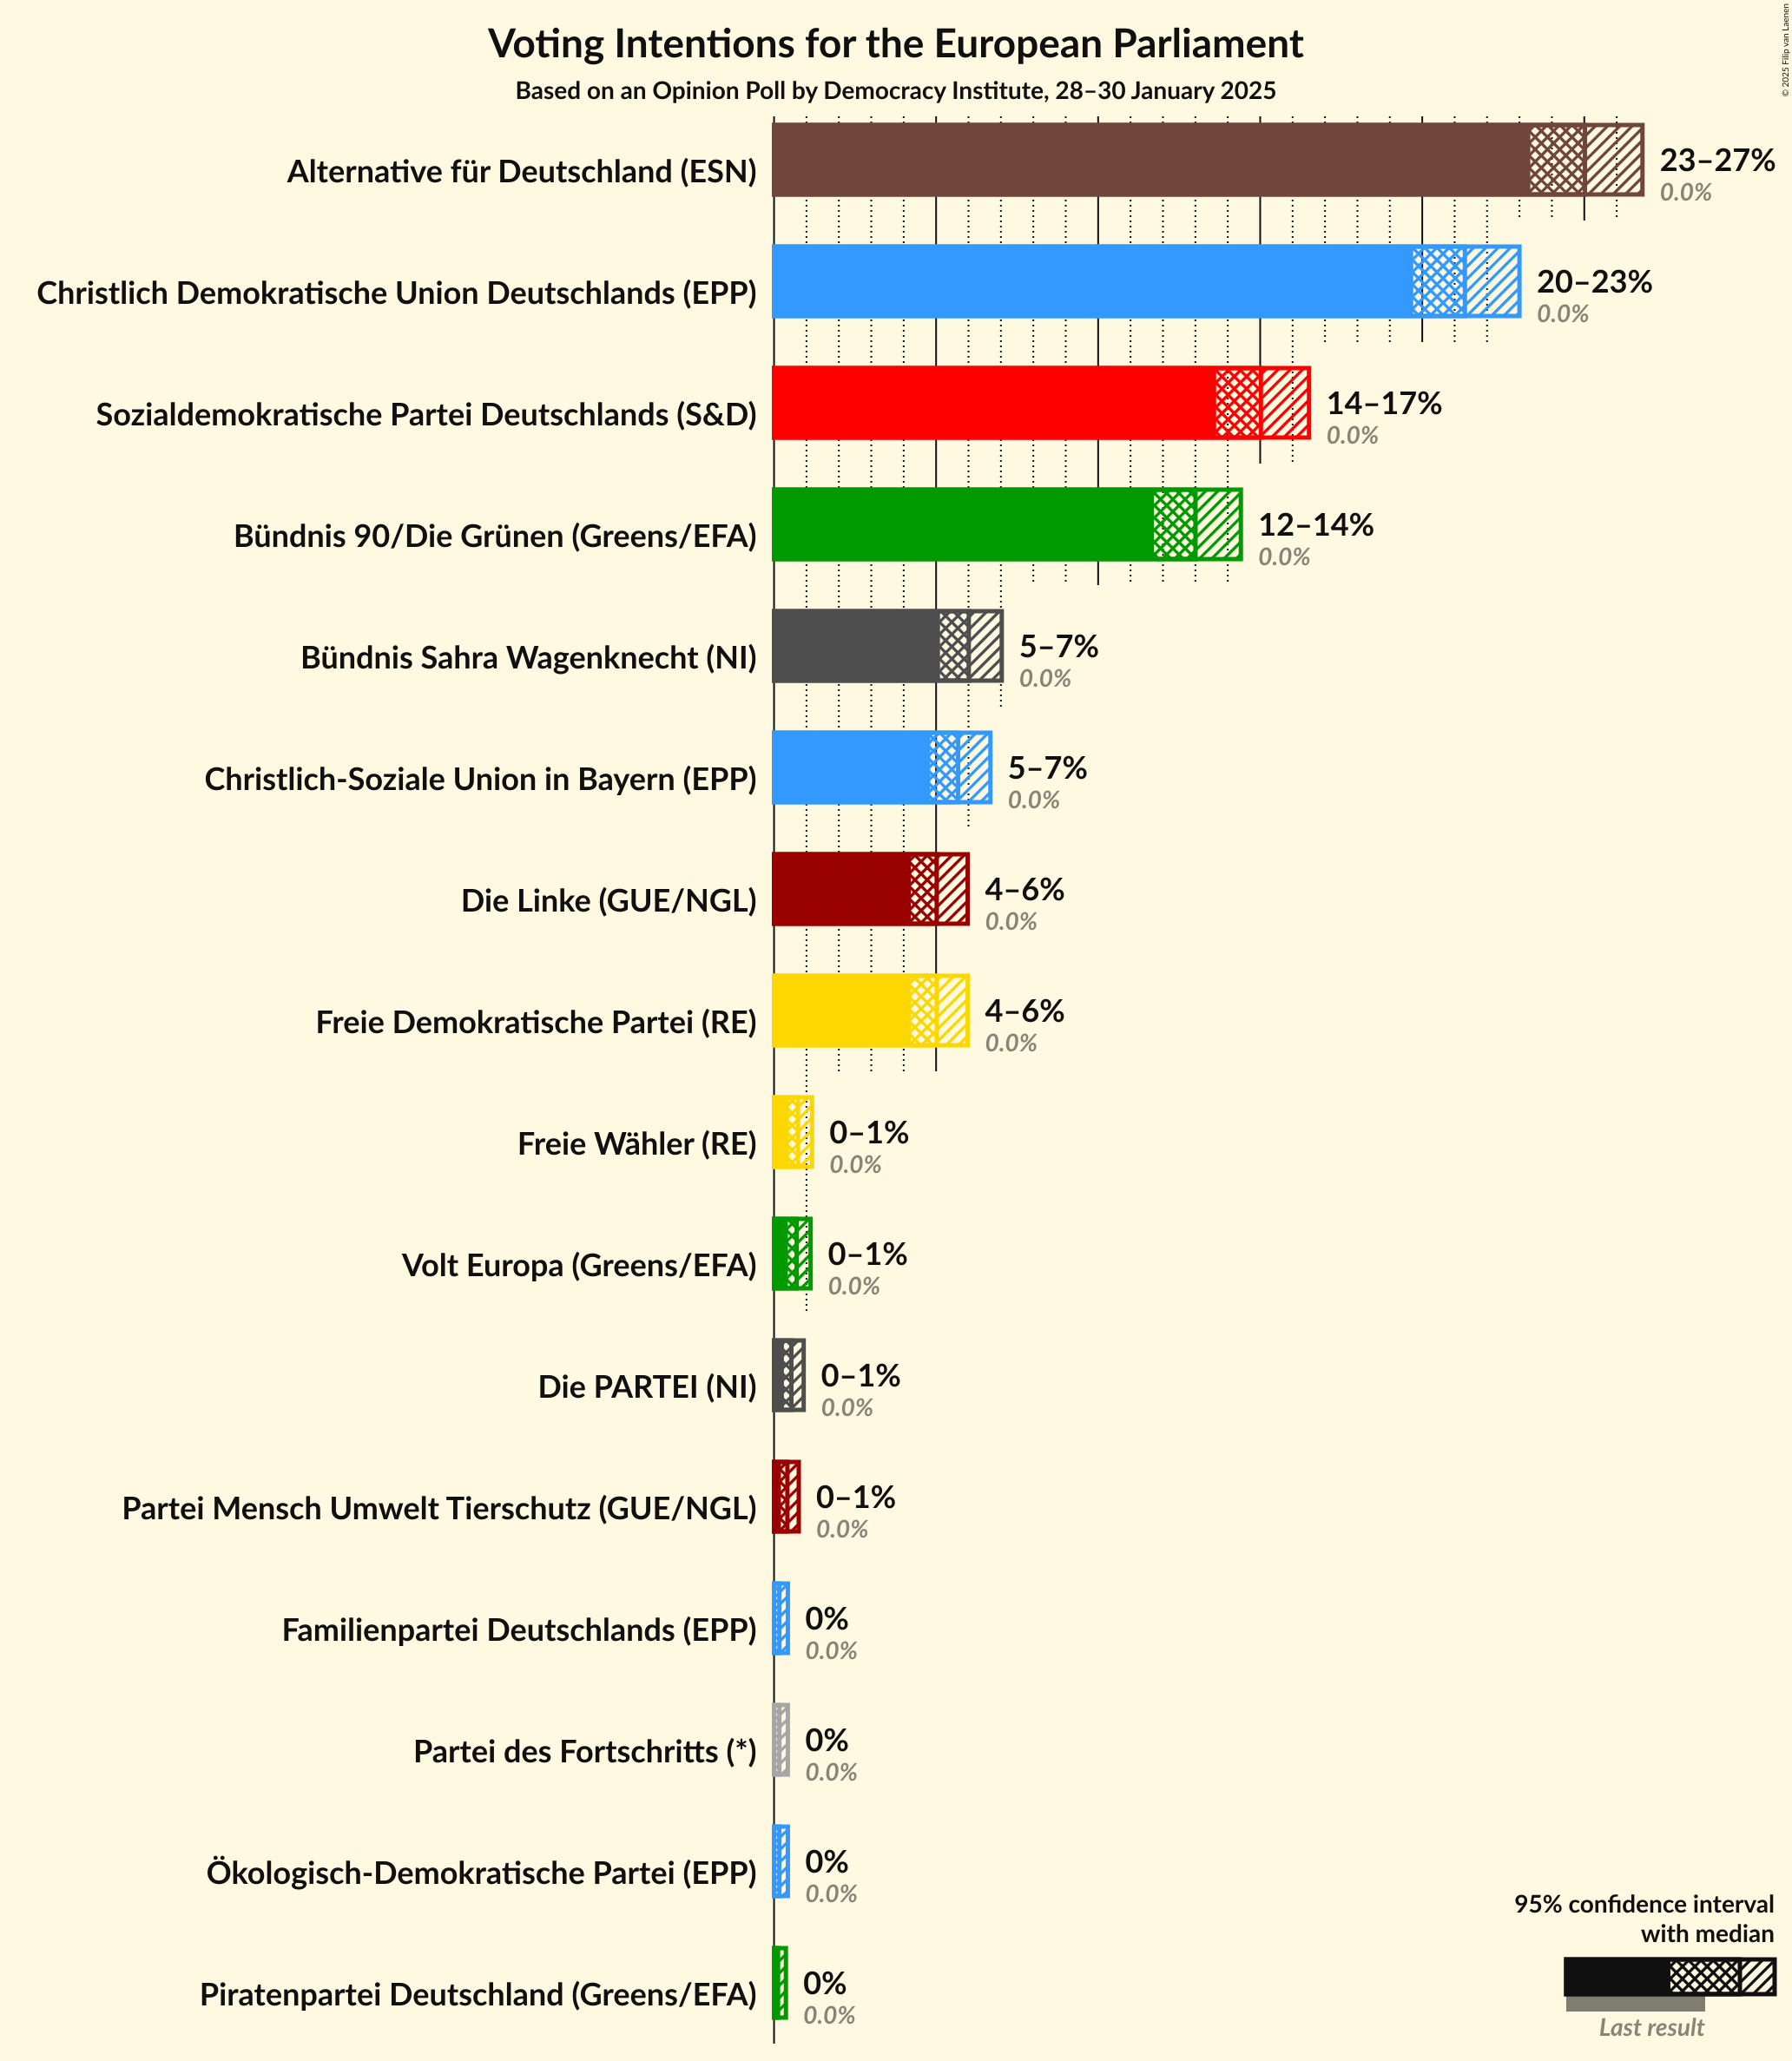 Voting Intentions for the European Parliament
Based on an Opinion Poll by Democracy Institute, 28–30 January 2025
© 2025 Filip van Laenen
Alternative für Deutschland (ESN)
23–27%
0.0%
Christlich Demokratische Union Deutschlands (EPP)
20–23%
0.0%
Sozialdemokratische Partei Deutschlands (S&D)
14–17%
0.0%
Bündnis 90/Die Grünen (Greens/EFA)
12–14%
0.0%
Bündnis Sahra Wagenknecht (NI)
5–7%
0.0%
Christlich-Soziale Union in Bayern (EPP)
5–7%
0.0%
Die Linke (GUE/NGL)
4–6%
0.0%
Freie Demokratische Partei (RE)
4–6%
0.0%
Freie Wähler (RE)
0–1%
0.0%
Volt Europa (Greens/EFA)
0–1%
0.0%
Die PARTEI (NI)
0–1%
0.0%
Partei Mensch Umwelt Tierschutz (GUE/NGL)
0–1%
0.0%
Familienpartei Deutschlands (EPP)
0%
0.0%
Partei des Fortschritts (*)
0%
0.0%
Ökologisch-Demokratische Partei (EPP)
0%
0.0%
Piratenpartei Deutschland (Greens/EFA)
0%
0.0%
95% confidence interval
with median
Last result